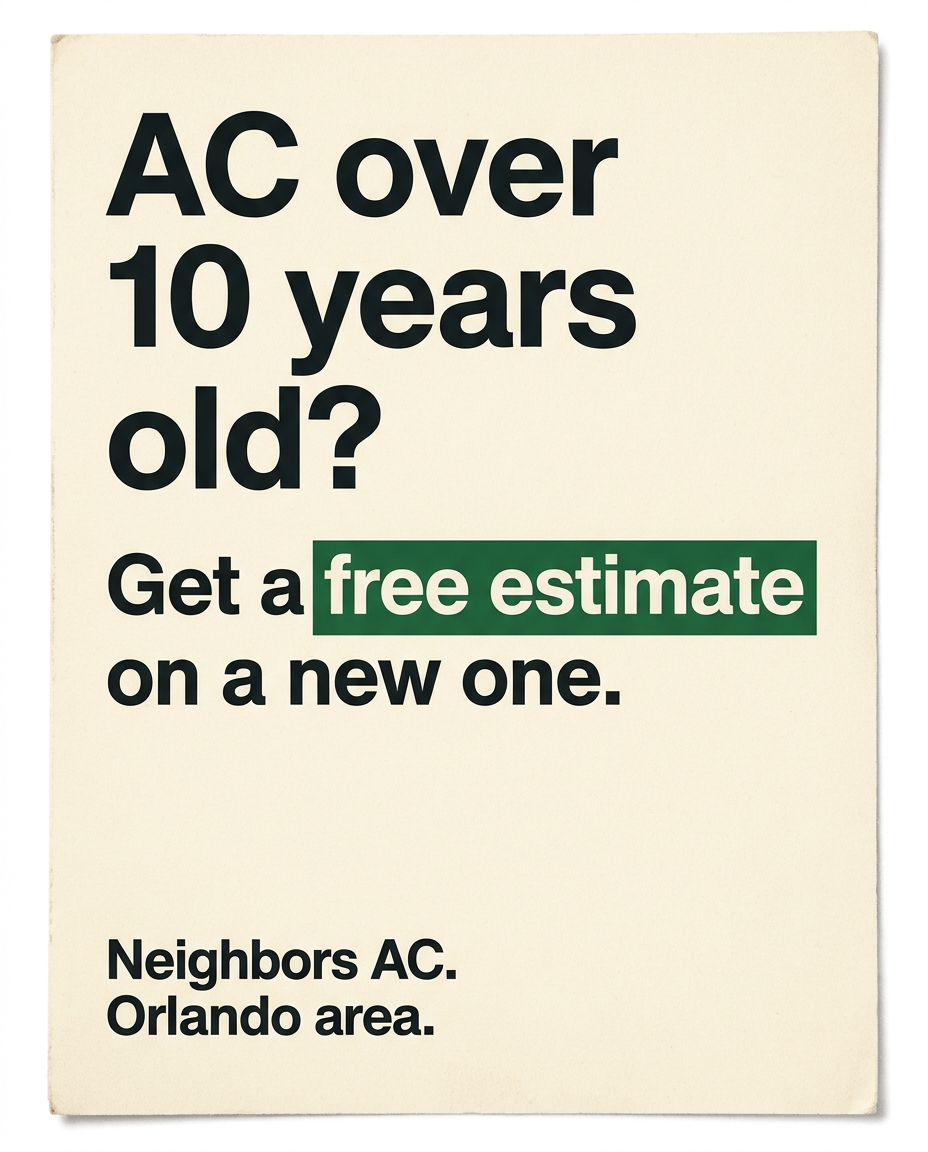 AC over
10 years
old?
Get a free estimate
on a new one.
Neighbors AC.
Orlando area.